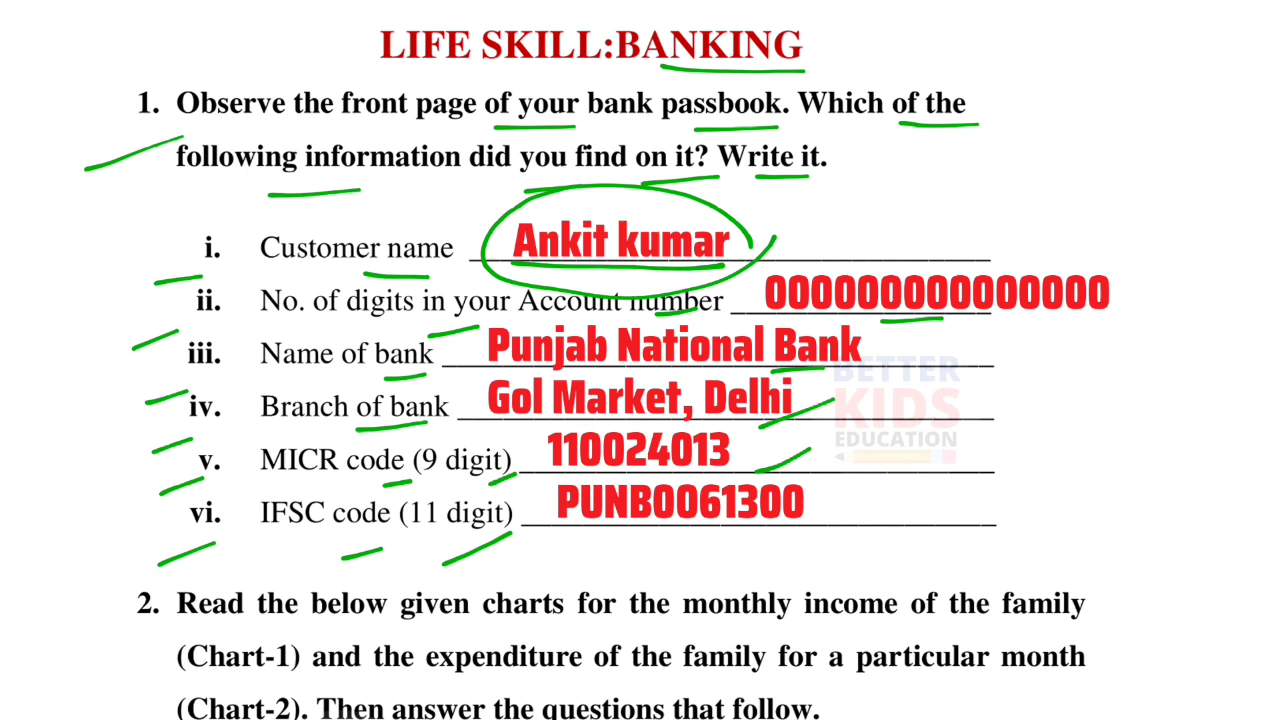 LIFE SKILL:BANKING
1. Observe the front page of your bank passbook. Which of the
following information did you find on it? Write it.
i. Customer name Ankit kumar
ii. No. of digits in your Account number 0000000000000000
iii. Name of bank Punjab National Bank
iv. Branch of bank Gol Market, Delhi
v. MICR code (9 digit) 110024013
vi. IFSC code (11 digit) PUNB0061300
BETTER
KIDS
EDUCATION
2. Read the below given charts for the monthly income of the family
(Chart-1) and the expenditure of the family for a particular month
(Chart-2). Then answer the questions that follow.